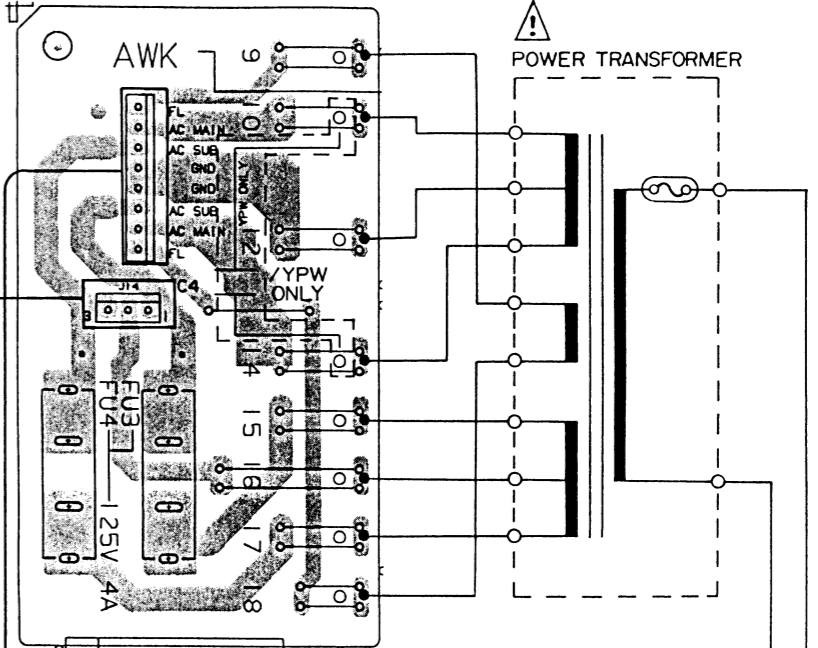 POWER TRANSFORMER
AWK
9
FL
AC MAIN
AC SUB
GND
GND
AC SUB
AC MAIN
FL
YPW ONLY
10
12
/YPW
ONLY
C4
J14
3
1
14
FU4
FU3
125V 4A
15
16
17
18